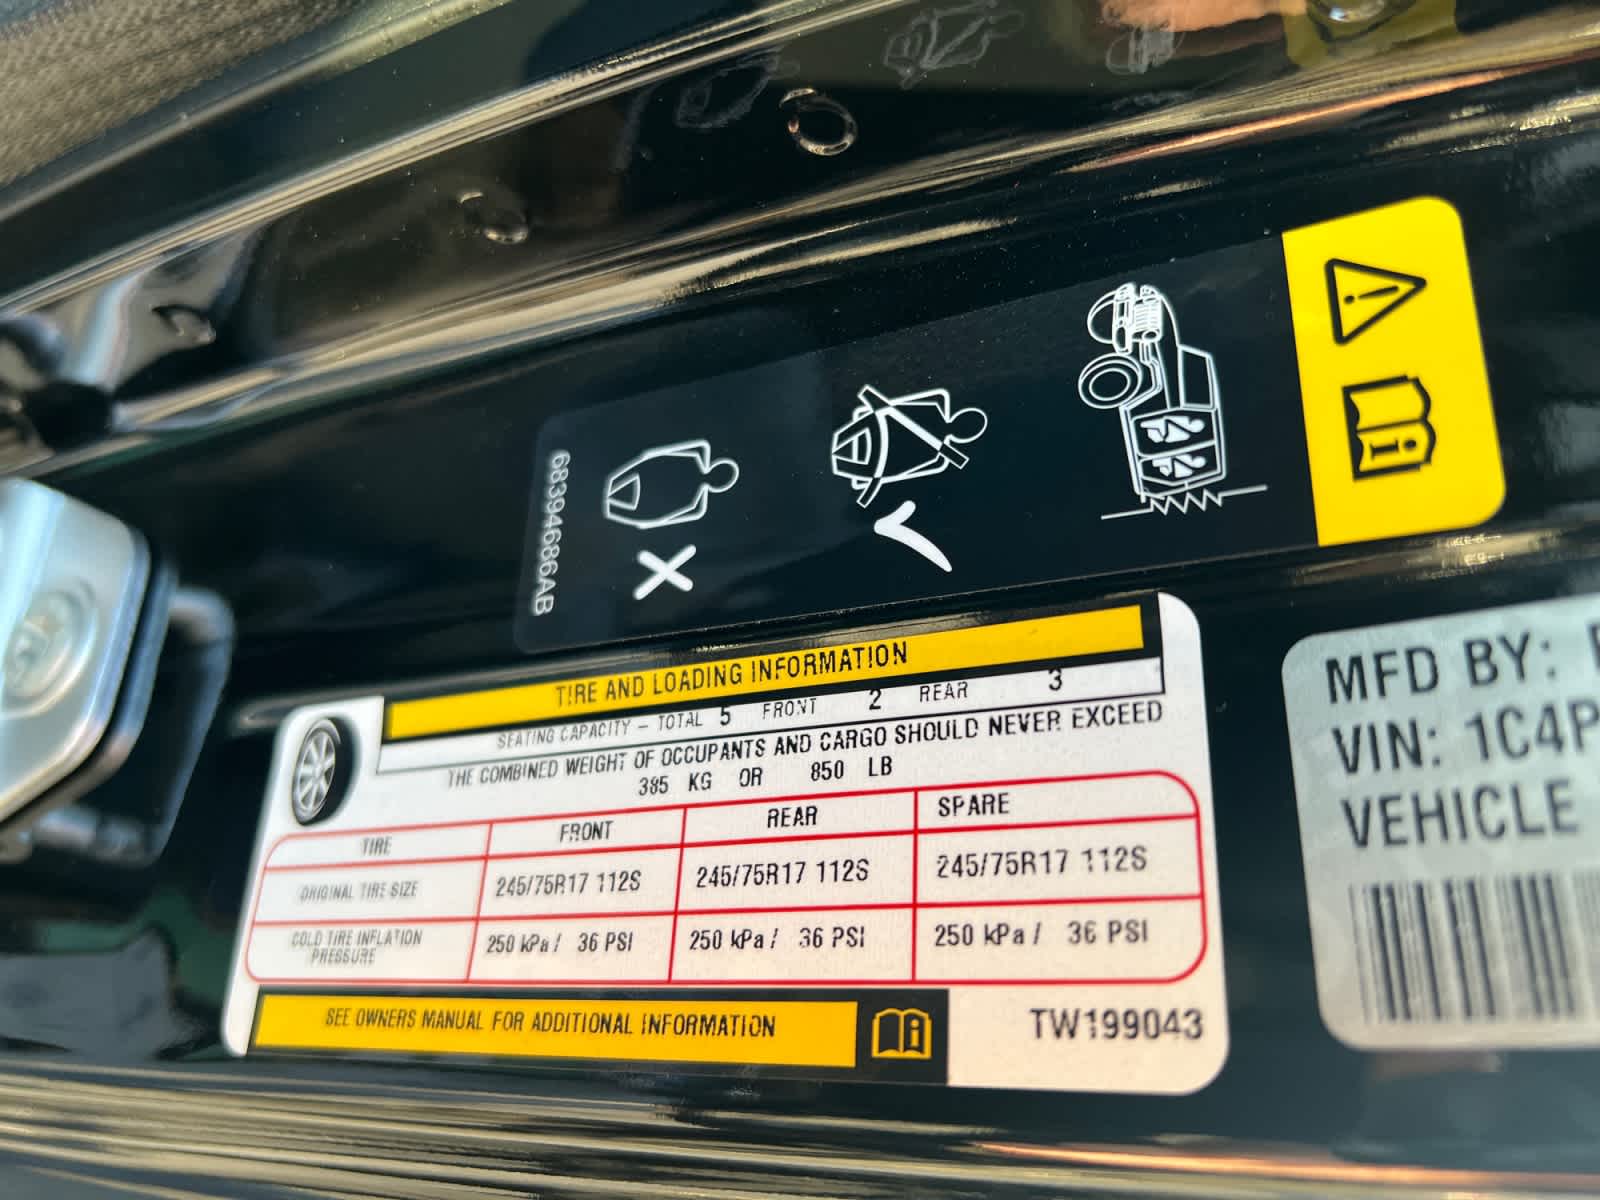 68394686AB
TIRE AND LOADING INFORMATION
SEATING CAPACITY – TOTAL 5 FRONT 2 REAR 3
THE COMBINED WEIGHT OF OCCUPANTS AND CARGO SHOULD NEVER EXCEED
385 KG OR 850 LB
TIRE FRONT REAR SPARE
ORIGINAL TIRE SIZE 245/75R17 112S 245/75R17 112S 245/75R17 112S
COLD TIRE INFLATION
PRESSURE 250 kPa / 36 PSI 250 kPa / 36 PSI 250 kPa / 36 PSI
SEE OWNERS MANUAL FOR ADDITIONAL INFORMATION
TW199043
MFD BY:
VIN: 1C4P
VEHICLE